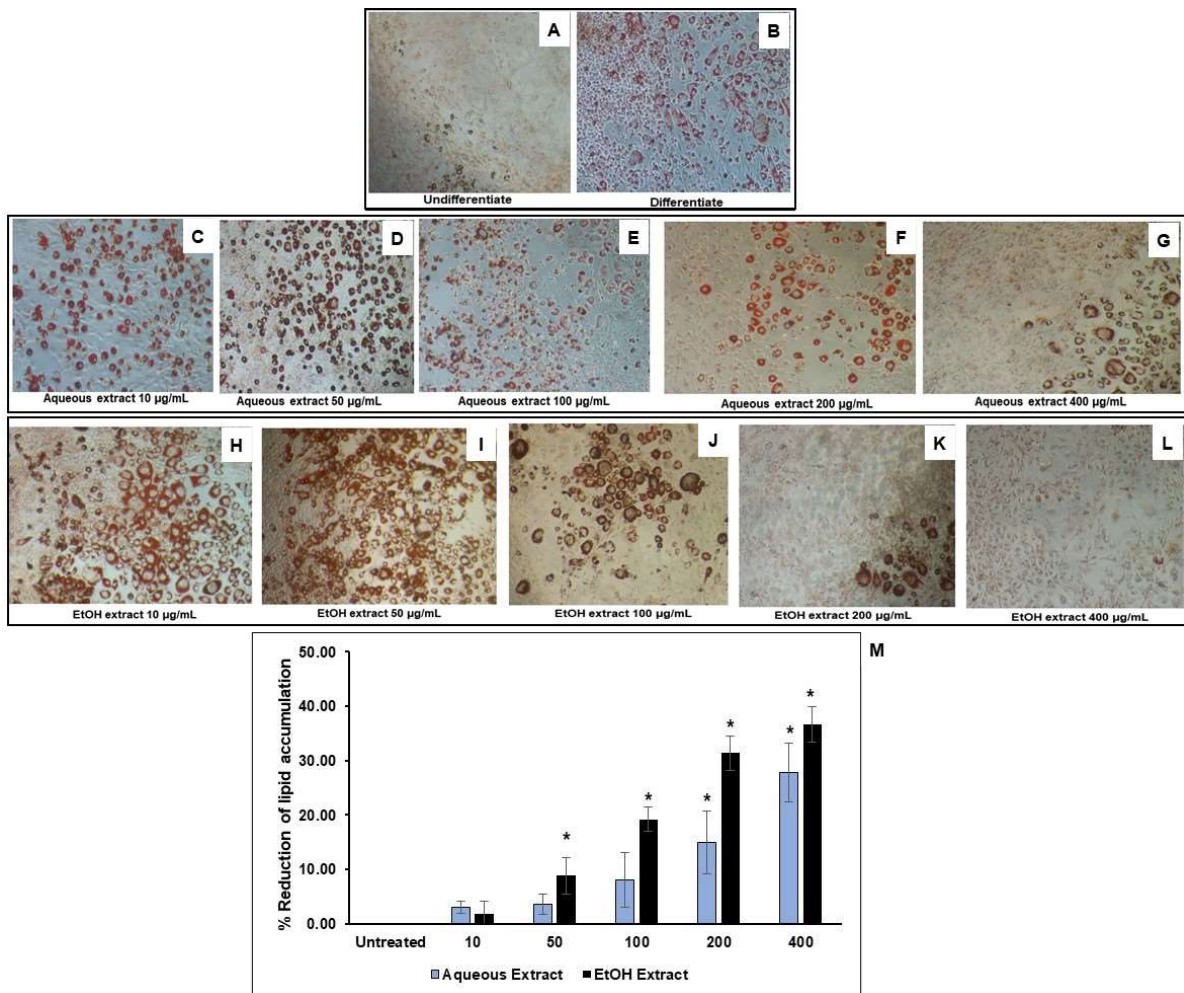 A
B
Undifferentiate
Differentiate
C
D
E
F
G
Aqueous extract 10 µg/mL
Aqueous extract 50 µg/mL
Aqueous extract 100 µg/mL
Aqueous extract 200 µg/mL
Aqueous extract 400 µg/mL
H
I
J
K
L
EtOH extract 10 µg/mL
EtOH extract 50 µg/mL
EtOH extract 100 µg/mL
EtOH extract 200 µg/mL
EtOH extract 400 µg/mL
M
% Reduction of lipid accumulation
50.00
40.00
30.00
20.00
10.00
0.00
* * * * * *
Untreated 10 50 100 200 400
Aqueous Extract EtOH Extract